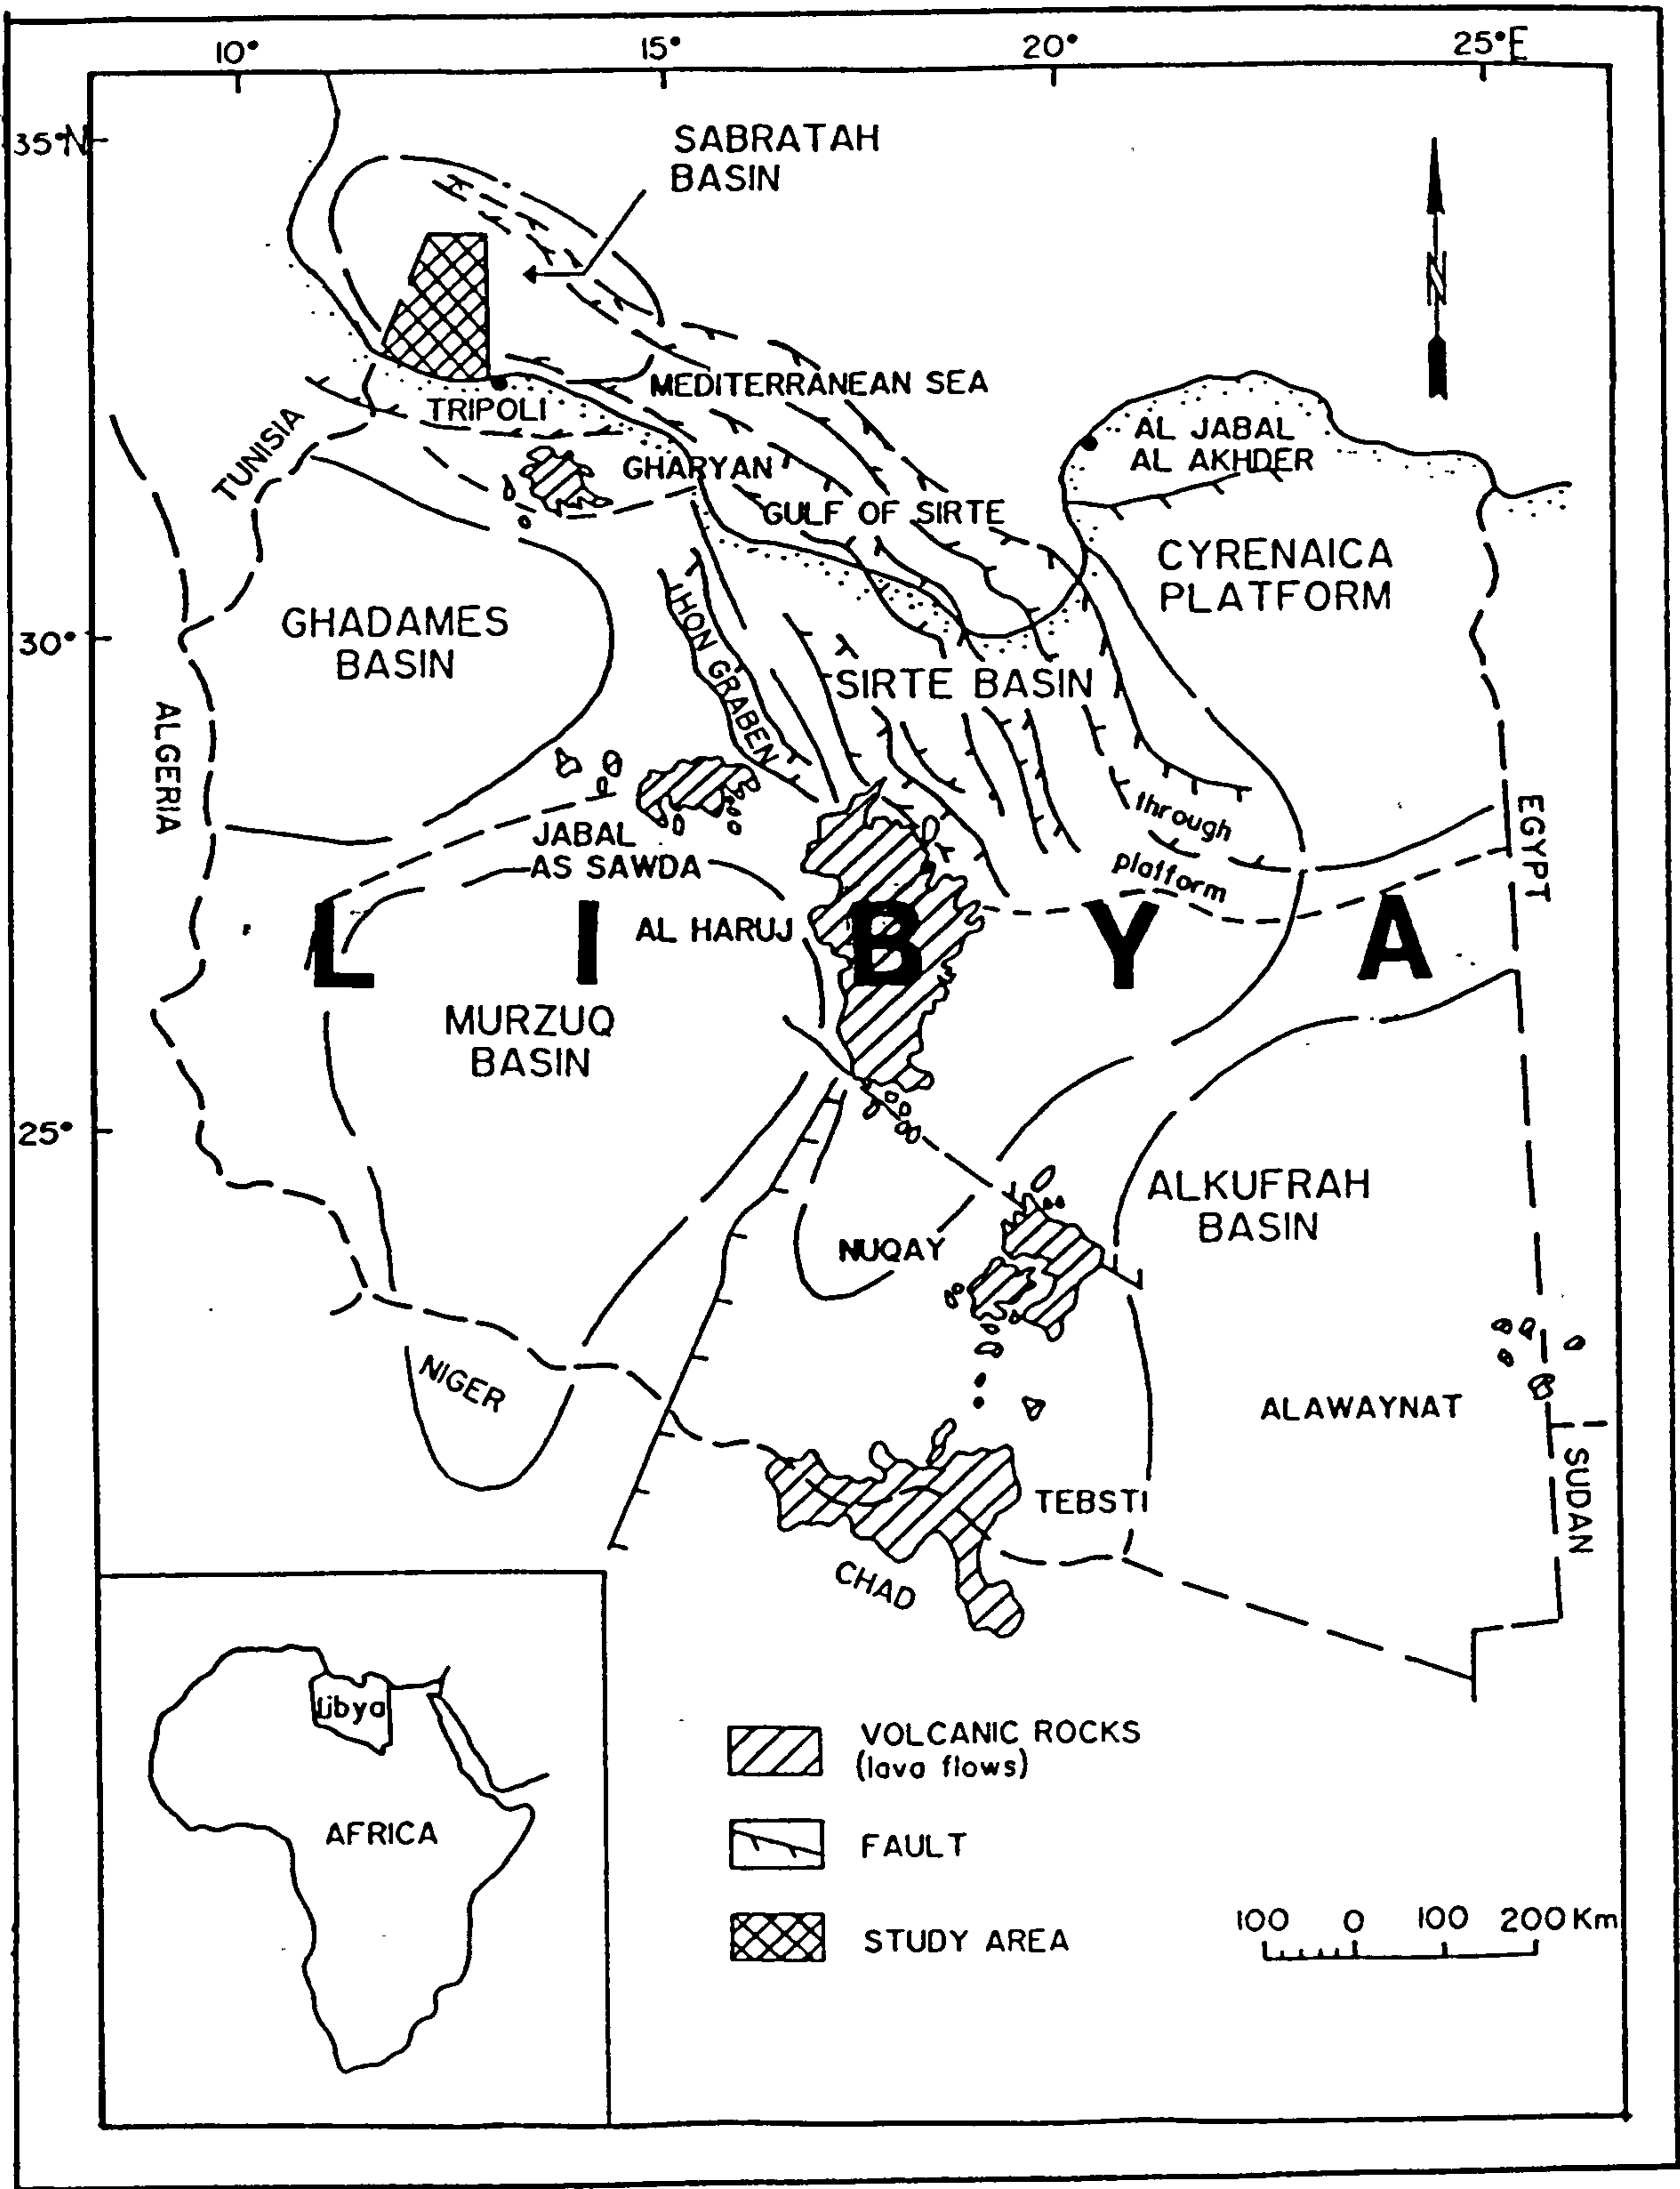 10° 15° 20° 25°E
35°N
SABRATAH
BASIN
N
MEDITERRANEAN SEA
TRIPOLI
TUNISIA
AL JABAL
AL AKHDER
GHARYAN
GULF OF SIRTE
CYRENAICA
PLATFORM
GHADAMES
BASIN
30°
HON GRABEN
SIRTE BASIN
ALGERIA
through
platform
EGYPT
JABAL
AS SAWDA
AL HARUJ
L I B Y A
MURZUQ
BASIN
25°
ALKUFRAH
BASIN
NUQAY
NIGER
ALAWAYNAT
TEBSTI
SUDAN
CHAD
Libya
AFRICA
VOLCANIC ROCKS
(lava flows)
FAULT
STUDY AREA
100 0 100 200 Km